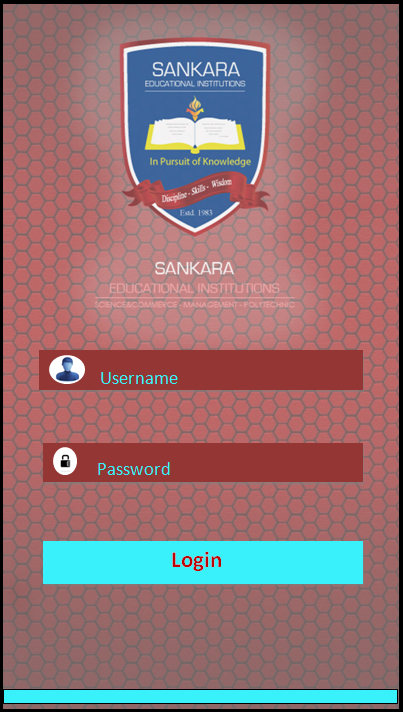 SANKARA
EDUCATIONAL INSTITUTIONS
In Pursuit of Knowledge
Discipline - Skills - Wisdom
Estd. 1983
SANKARA
EDUCATIONAL INSTITUTIONS
SCIENCE&COMMERCE - MANAGEMENT - POLYTECHNIC
Username
Password
Login